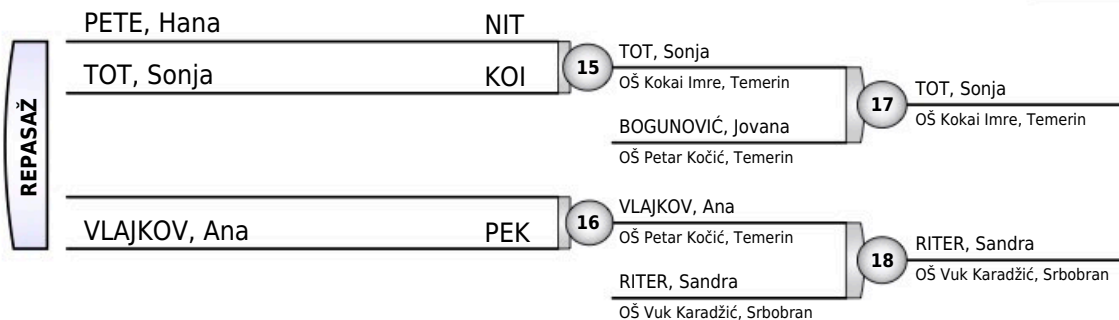 REPASAŽ
PETE, Hana NIT
TOT, Sonja KOI
15
TOT, Sonja
OŠ Kokai Imre, Temerin
BOGUNOVIĆ, Jovana
OŠ Petar Kočić, Temerin
17
TOT, Sonja
OŠ Kokai Imre, Temerin
VLAJKOV, Ana PEK
16
VLAJKOV, Ana
OŠ Petar Kočić, Temerin
RITER, Sandra
OŠ Vuk Karadžić, Srbobran
18
RITER, Sandra
OŠ Vuk Karadžić, Srbobran